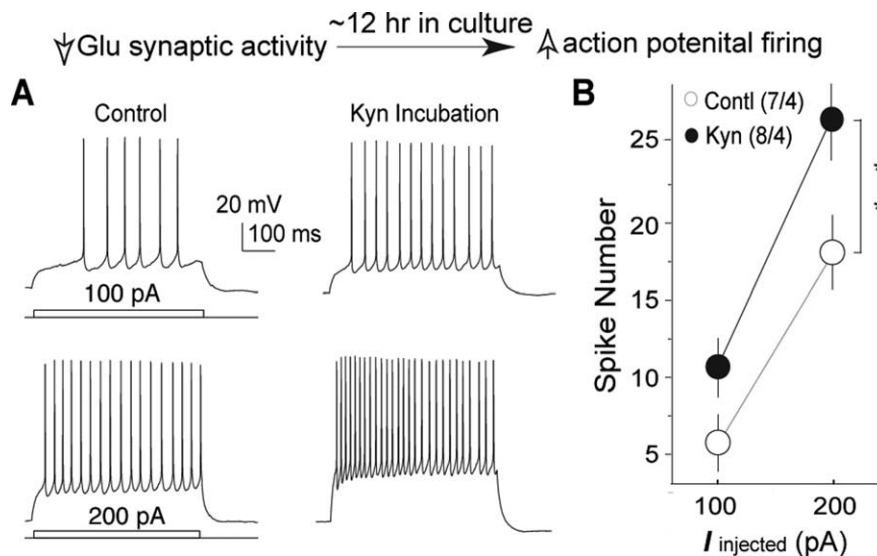 ~12 hr in culture
Glu synaptic activity
action potenital firing
A
Control
Kyn Incubation
20 mV
100 ms
100 pA
200 pA
B
Contl (7/4)
Kyn (8/4)
Spike Number
25
20
15
10
5
*
*
100
200
I injected (pA)